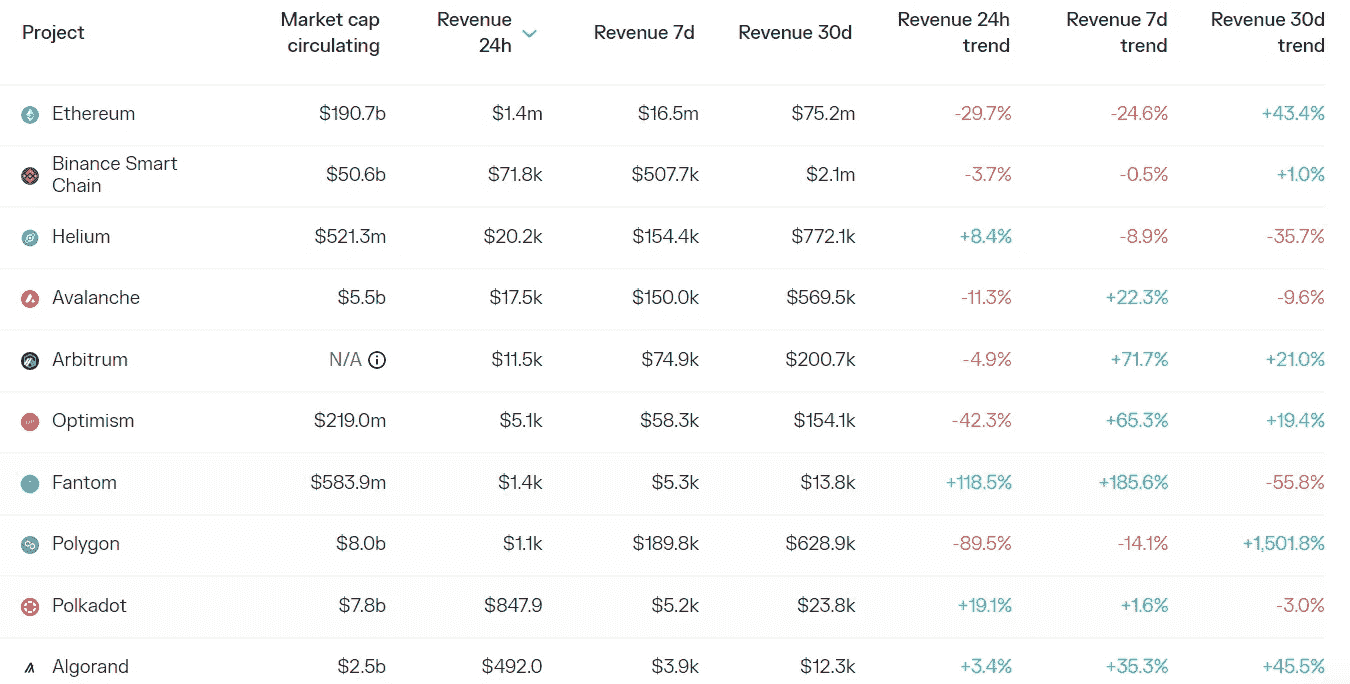 Project Market cap circulating Revenue 24h Revenue 7d Revenue 30d Revenue 24h trend Revenue 7d trend Revenue 30d trend
Ethereum $190.7b $1.4m $16.5m $75.2m -29.7% -24.6% +43.4%
Binance Smart Chain $50.6b $71.8k $507.7k $2.1m -3.7% -0.5% +1.0%
Helium $521.3m $20.2k $154.4k $772.1k +8.4% -8.9% -35.7%
Avalanche $5.5b $17.5k $150.0k $569.5k -11.3% +22.3% -9.6%
Arbitrum N/A $11.5k $74.9k $200.7k -4.9% +71.7% +21.0%
Optimism $219.0m $5.1k $58.3k $154.1k -42.3% +65.3% +19.4%
Fantom $583.9m $1.4k $5.3k $13.8k +118.5% +185.6% -55.8%
Polygon $8.0b $1.1k $189.8k $628.9k -89.5% -14.1% +1,501.8%
Polkadot $7.8b $847.9 $5.2k $23.8k +19.1% +1.6% -3.0%
Algorand $2.5b $492.0 $3.9k $12.3k +3.4% +35.3% +45.5%